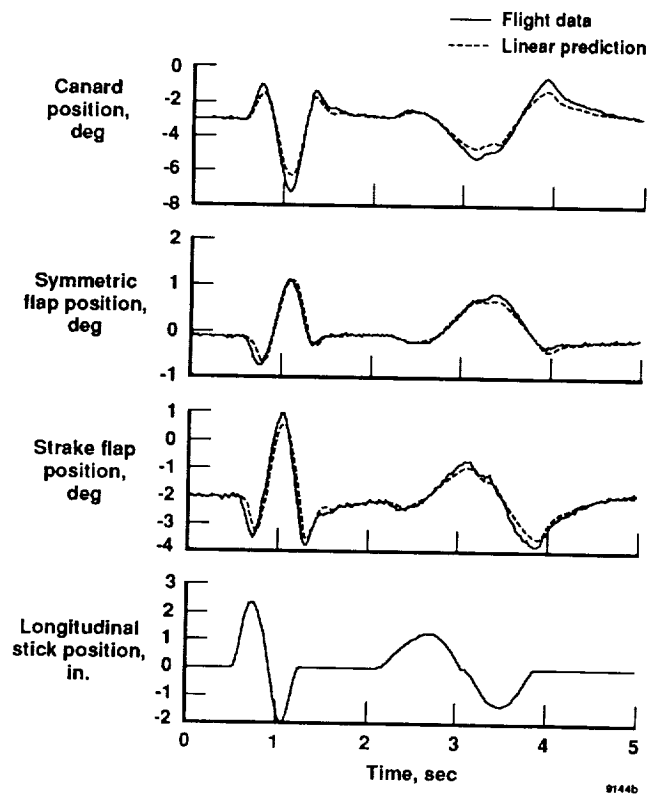 Flight data
Linear prediction
Canard
position,
deg
0
-2
-4
-6
-8
Symmetric
flap position,
deg
2
1
0
-1
Strake flap
position,
deg
1
0
-1
-2
-3
-4
Longitudinal
stick position,
in.
3
2
1
0
-1
-2
0 1 2 3 4 5
Time, sec
9144b